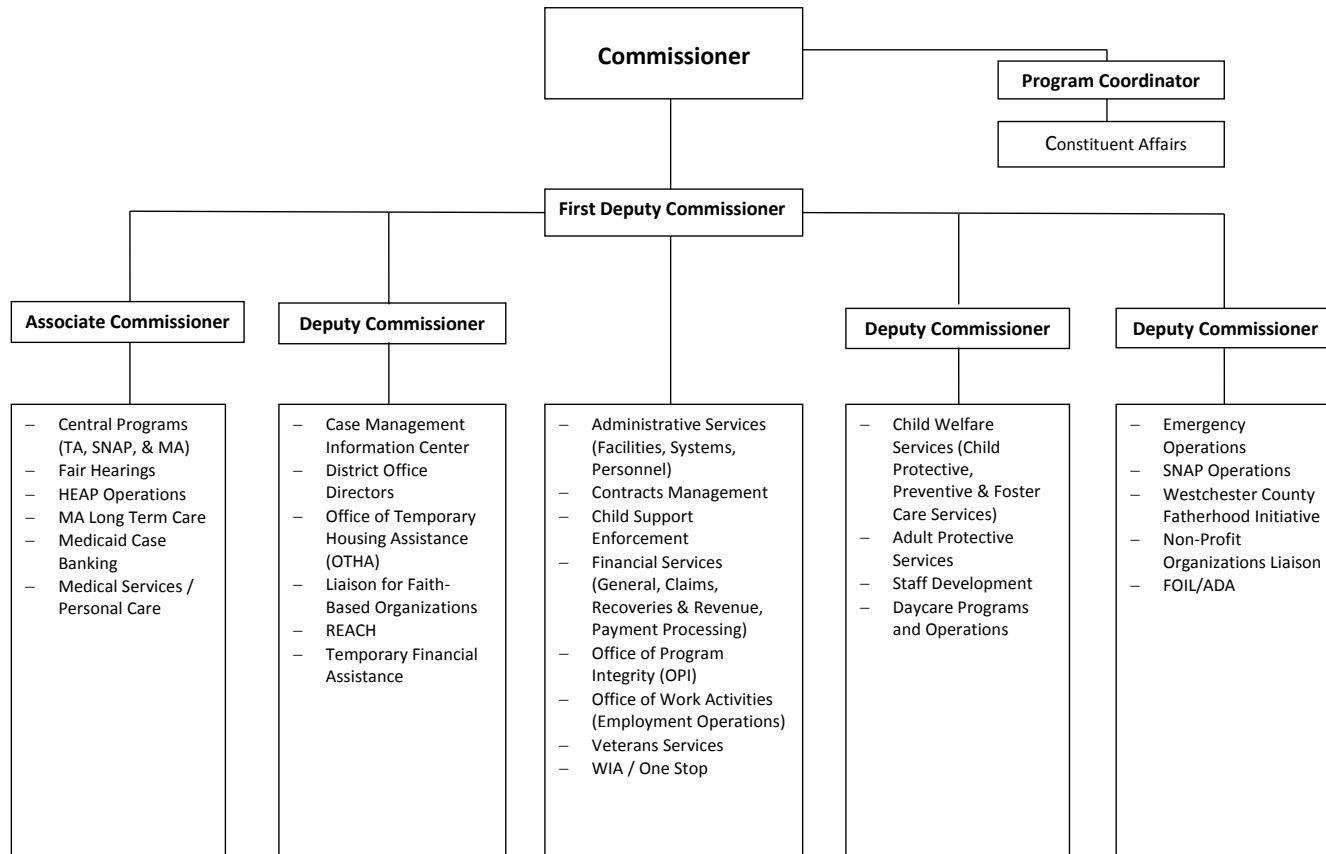 Commissioner
Program Coordinator
Constituent Affairs
First Deputy Commissioner
Associate Commissioner
Deputy Commissioner
Deputy Commissioner
Deputy Commissioner
– Central Programs
(TA, SNAP, & MA)
– Fair Hearings
– HEAP Operations
– MA Long Term Care
– Medicaid Case
Banking
– Medical Services /
Personal Care
– Case Management
Information Center
– District Office
Directors
– Office of Temporary
Housing Assistance
(OTHA)
– Liaison for Faith-
Based Organizations
– REACH
– Temporary Financial
Assistance
– Administrative Services
(Facilities, Systems,
Personnel)
– Contracts Management
– Child Support
Enforcement
– Financial Services
(General, Claims,
Recoveries & Revenue,
Payment Processing)
– Office of Program
Integrity (OPI)
– Office of Work Activities
(Employment Operations)
– Veterans Services
– WIA / One Stop
– Child Welfare
Services (Child
Protective,
Preventive & Foster
Care Services)
– Adult Protective
Services
– Staff Development
– Daycare Programs
and Operations
– Emergency
Operations
– SNAP Operations
– Westchester County
Fatherhood Initiative
– Non-Profit
Organizations Liaison
– FOIL/ADA